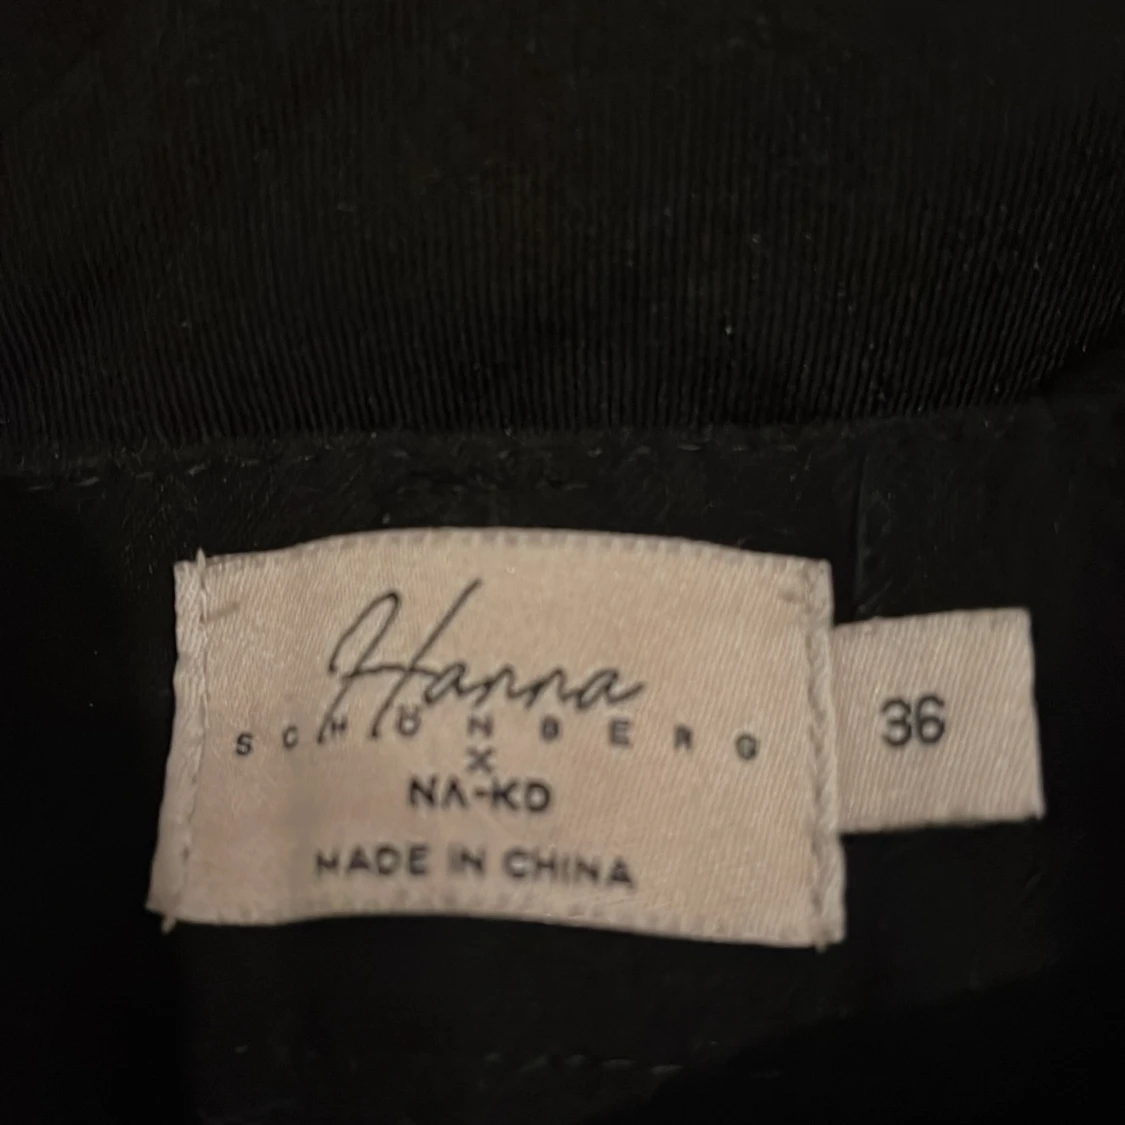 Hanna
SCHÖNBERG
X
NA-KD
MADE IN CHINA
36